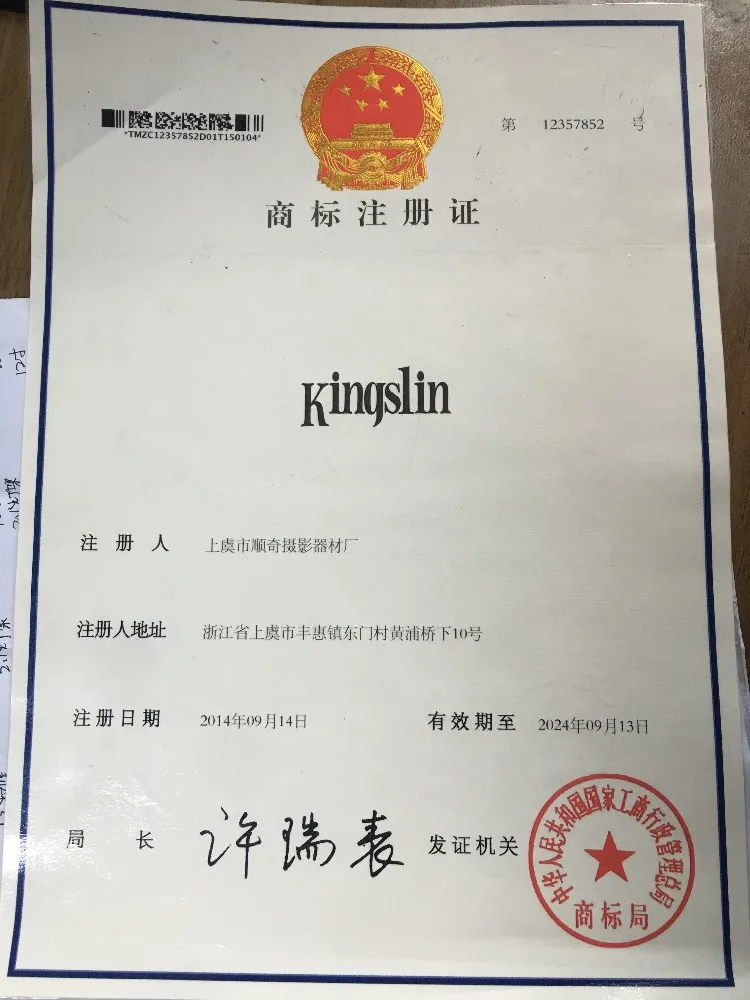 *TMZC12357852D01T150104*
第 12357852 号
商标注册证
Kingslin
注册人 上虞市顺奇摄影器材厂
注册人地址 浙江省上虞市丰惠镇东门村黄浦桥下10号
注册日期 2014年09月14日 有效期至 2024年09月13日
局长 许瑞表 发证机关
中华人民共和国国家工商行政管理总局
商标局